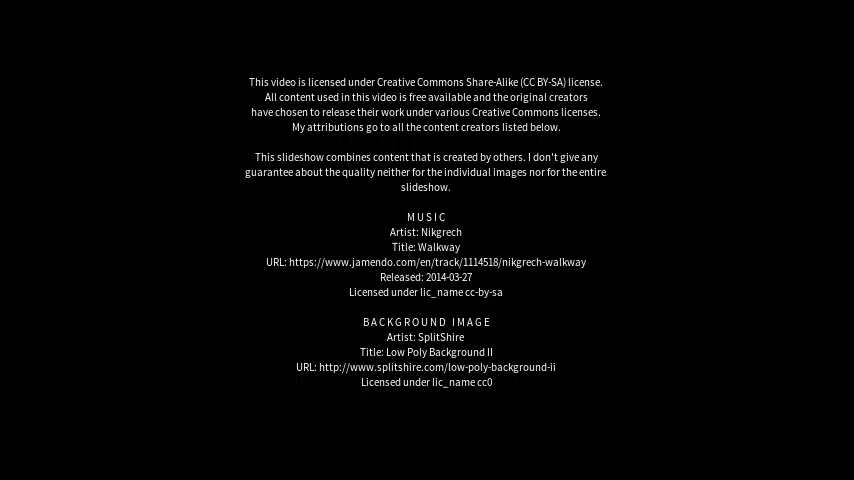 This video is licensed under Creative Commons Share-Alike (CC BY-SA) license.
All content used in this video is free available and the original creators
have chosen to release their work under various Creative Commons licenses.
My attributions go to all the content creators listed below.
This slideshow combines content that is created by others. I don't give any
guarantee about the quality neither for the individual images nor for the entire
slideshow.
MUSIC
Artist: Nikgrech
Title: Walkway
URL: https://www.jamendo.com/en/track/1114518/nikgrech-walkway
Released: 2014-03-27
Licensed under lic_name cc-by-sa
BACKGROUND IMAGE
Artist: SplitShire
Title: Low Poly Background II
URL: http://www.splitshire.com/low-poly-background-ii
Licensed under lic_name cc0